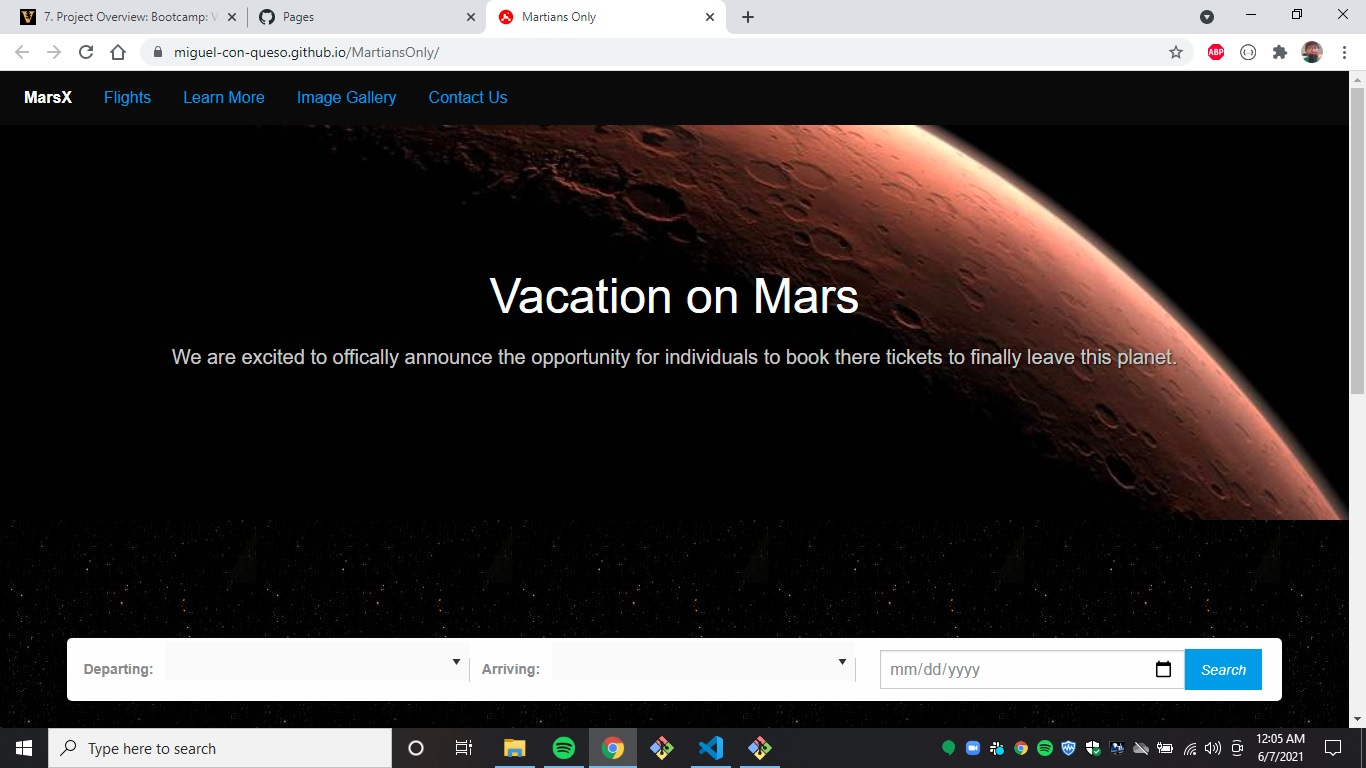 7. Project Overview: Bootcamp: V
Pages
Martians Only
miguel-con-queso.github.io/MartiansOnly/
ABP
MarsX Flights Learn More Image Gallery Contact Us
Vacation on Mars
We are excited to offically announce the opportunity for individuals to book there tickets to finally leave this planet.
Departing: Arriving: mm/dd/yyyy Search
Type here to search
12:05 AM
6/7/2021